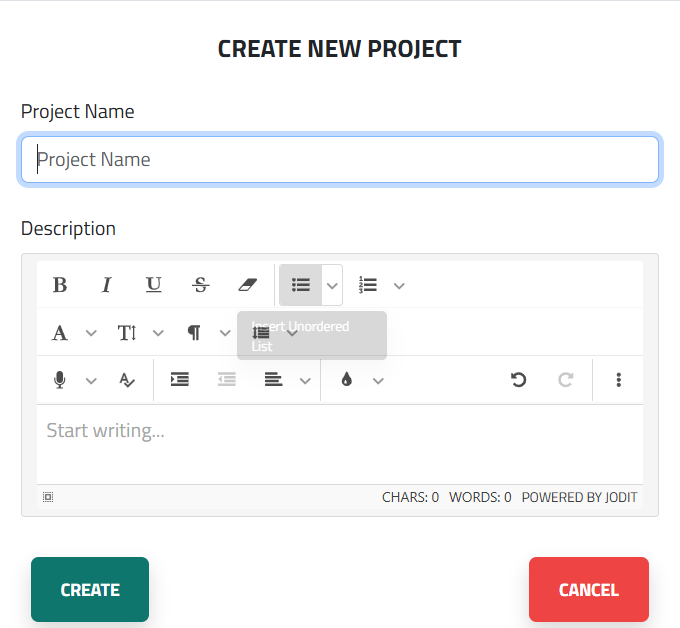 CREATE NEW PROJECT
Project Name
Project Name
Description
Insert Unordered
List
Start writing...
CHARS: 0 WORDS: 0 POWERED BY JODIT
CREATE
CANCEL